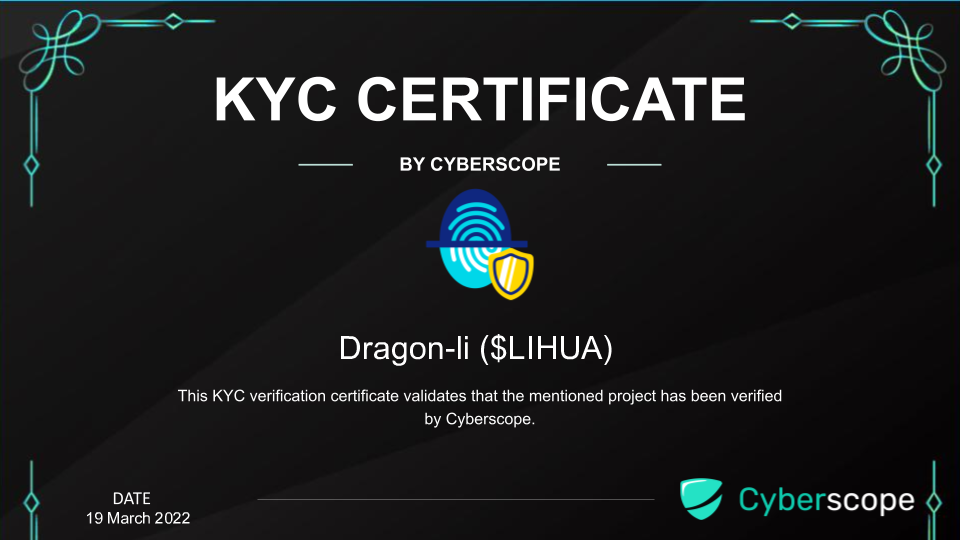 KYC CERTIFICATE
BY CYBERSCOPE
Dragon-li ($LIHUA)
This KYC verification certificate validates that the mentioned project has been verified
by Cyberscope.
DATE
19 March 2022
Cyberscope